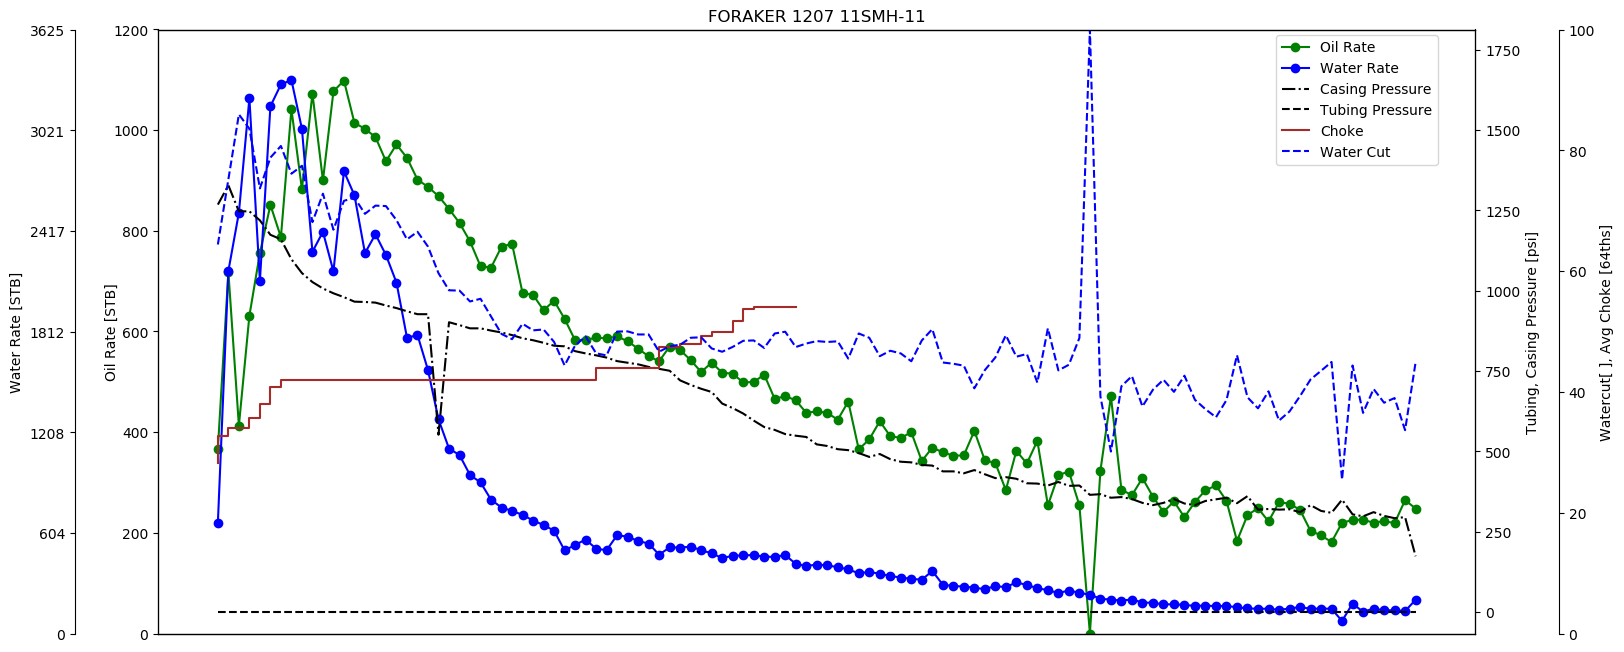 FORAKER 1207 11SMH-11
Water Rate [STB]
3625
3021
2417
1812
1208
604
0
Oil Rate [STB]
1200
1000
800
600
400
200
0
Oil Rate
Water Rate
Casing Pressure
Tubing Pressure
Choke
Water Cut
1750
1500
1250
1000
750
500
250
0
Tubing, Casing Pressure [psi]
100
80
60
40
20
0
Watercut[ ], Avg Choke [64ths]